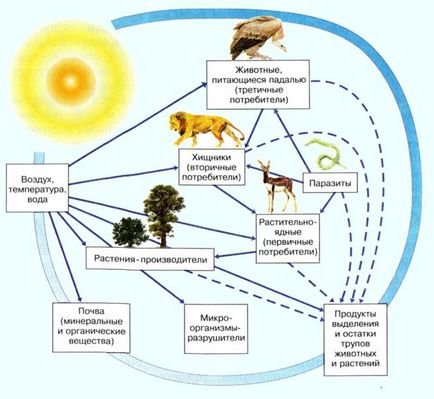 Животные,
питающиеся падалью
(третичные
потребители)
Хищники
(вторичные
потребители)
Паразиты
Воздух,
температура,
вода
Растительно-
ядные
(первичные
потребители)
Растения-производители
Почва
(минеральные
и органические
вещества)
Микро-
организмы-
разрушители
Продукты
выделения
и остатки
трупов
животных
и растений